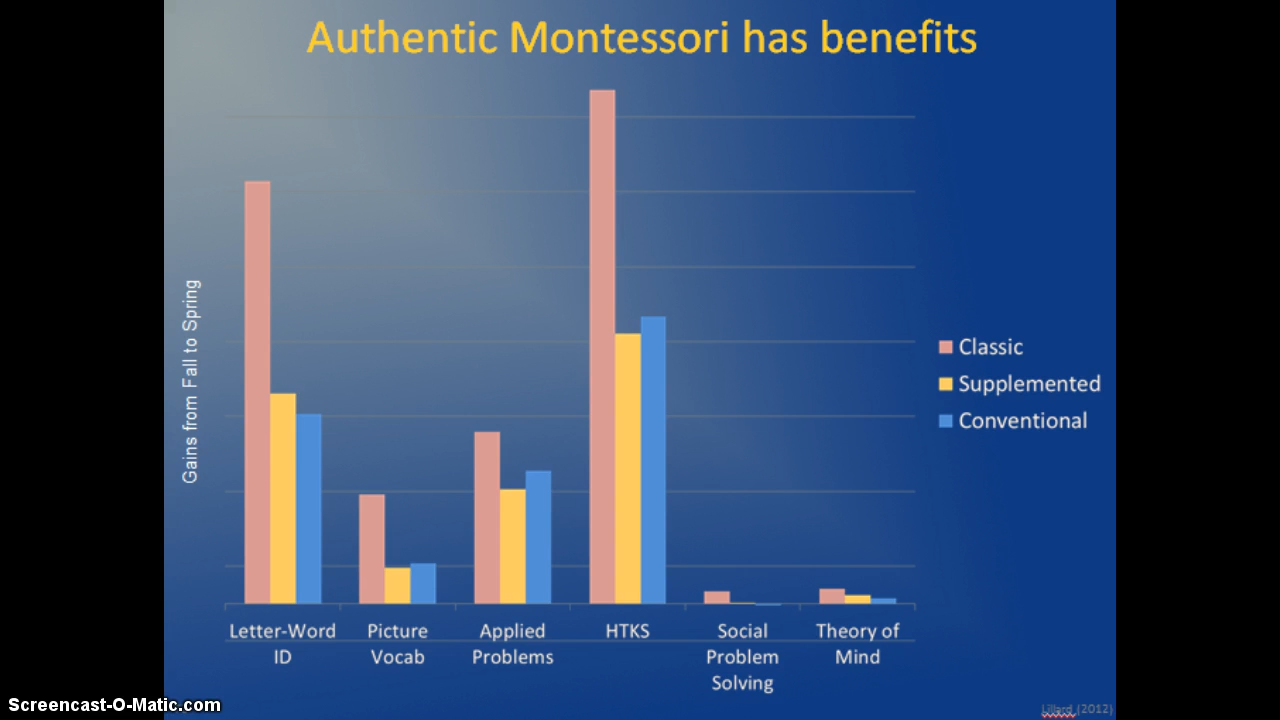 Authentic Montessori has benefits
Gains from Fall to Spring
Classic
Supplemented
Conventional
Letter-Word
ID
Picture
Vocab
Applied
Problems
HTKS
Social
Problem
Solving
Theory of
Mind
Lillard (2012)
Screencast-O-Matic.com